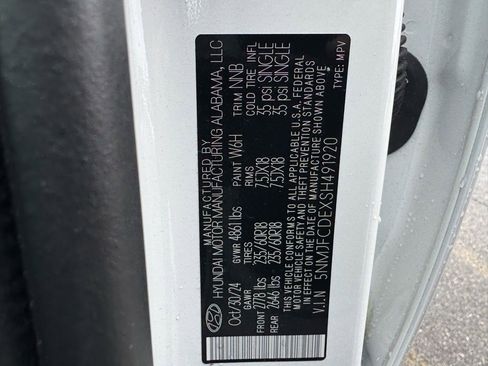 MANUFACTURED BY
HYUNDAI MOTOR MANUFACTURING ALABAMA, LLC
Oct/30/24 GVWR 4861 lbs PAINT W6H TRIM NNB
GAWR TIRES RIMS COLD TIRE INFL
FRONT 2778 lbs 235/60R18 7.5JX18 35 psi SINGLE
REAR 2646 lbs 235/60R18 7.5JX18 35 psi SINGLE
THIS VEHICLE CONFORMS TO ALL APPLICABLE U.S.A. FEDERAL
MOTOR VEHICLE SAFETY AND THEFT PREVENTION STANDARDS
IN EFFECT ON THE DATE OF MANUFACTURE SHOWN ABOVE.
V.I.N 5NMJFCDEXSH491920 TYPE: MPV